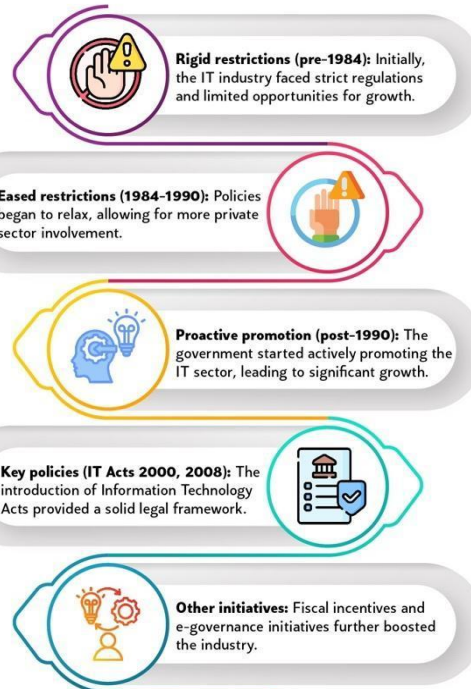 Rigid restrictions (pre-1984): Initially,
the IT industry faced strict regulations
and limited opportunities for growth.
Eased restrictions (1984-1990): Policies
began to relax, allowing for more private
sector involvement.
Proactive promotion (post-1990): The
government started actively promoting the
IT sector, leading to significant growth.
Key policies (IT Acts 2000, 2008): The
introduction of Information Technology
Acts provided a solid legal framework.
Other initiatives: Fiscal incentives and
e-governance initiatives further boosted
the industry.